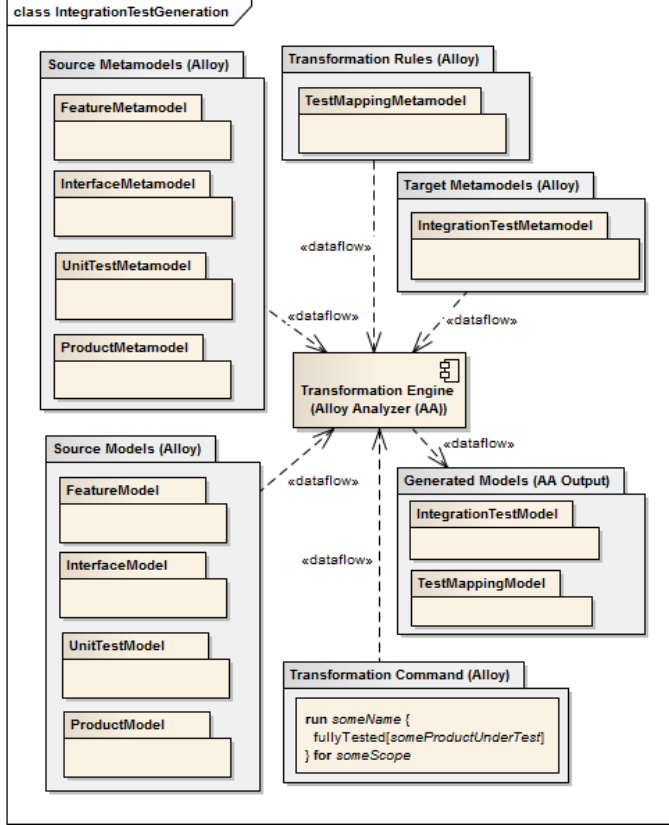 class IntegrationTestGeneration
Source Metamodels (Alloy)
FeatureMetamodel
InterfaceMetamodel
UnitTestMetamodel
ProductMetamodel
Transformation Rules (Alloy)
TestMappingMetamodel
Target Metamodels (Alloy)
IntegrationTestMetamodel
«dataflow»
«dataflow»
«dataflow»
Transformation Engine
(Alloy Analyzer (AA))
Source Models (Alloy)
FeatureModel
InterfaceModel
UnitTestModel
ProductModel
«dataflow»
«dataflow»
«dataflow»
Generated Models (AA Output)
IntegrationTestModel
TestMappingModel
Transformation Command (Alloy)
run someName {
fullyTested[someProductUnderTest]
} for someScope